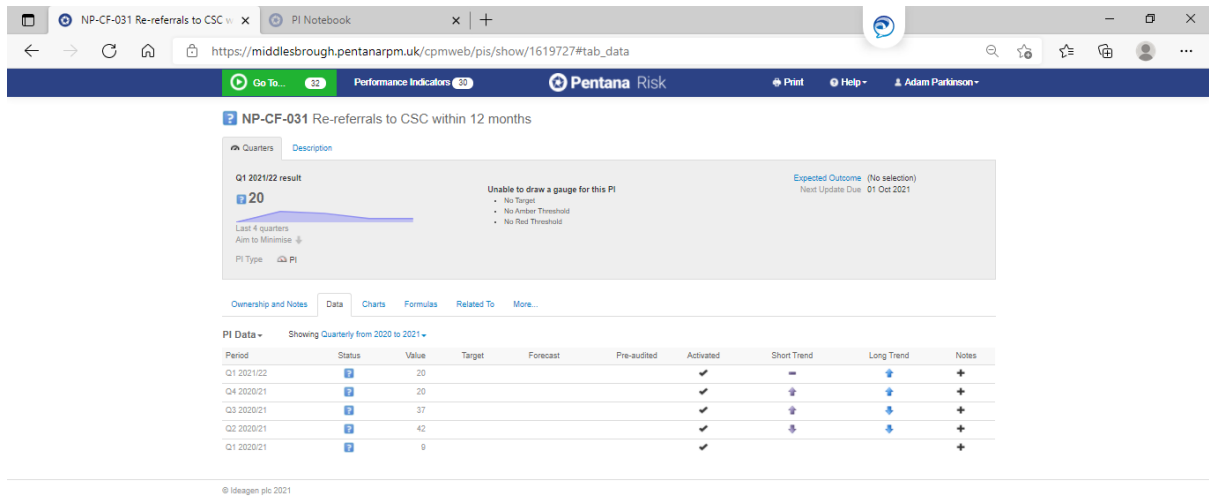 NP-CF-031 Re-referrals to CSC w
PI Notebook
https://middlesbrough.pentanarpm.uk/cpmweb/pis/show/1619727#tab_data
Go To... 32 Performance Indicators 30 Pentana Risk Print Help Adam Parkinson
NP-CF-031 Re-referrals to CSC within 12 months
Quarters Description
Q1 2021/22 result
20
Last 4 quarters
Aim to Minimise
PI Type PI
Unable to draw a gauge for this PI
• No Target
• No Amber Threshold
• No Red Threshold
Expected Outcome (No selection)
Next Update Due 01 Oct 2021
Ownership and Notes Data Charts Formulas Related To More...
PI Data Showing Quarterly from 2020 to 2021
Period Status Value Target Forecast Pre-audited Activated Short Trend Long Trend Notes
Q1 2021/22 ? 20
Q4 2020/21 ? 20
Q3 2020/21 ? 37
Q2 2020/21 ? 42
Q1 2020/21 ? 9
© Ideagen plc 2021